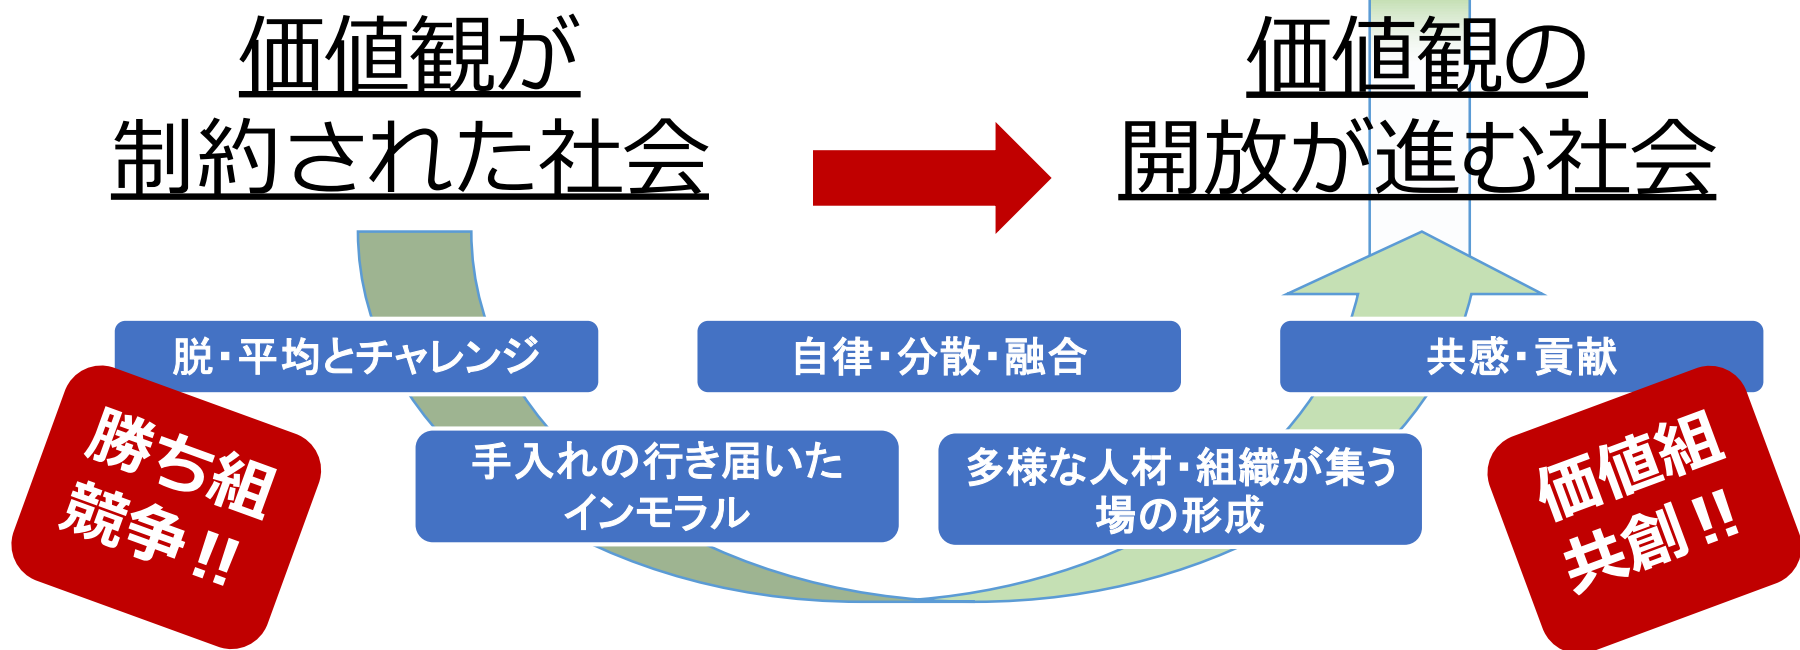 価値観が
制約された社会
価値観の
開放が進む社会
脱・平均とチャレンジ
自律・分散・融合
共感・貢献
手入れの行き届いた
インモラル
多様な人材・組織が集う
場の形成
勝ち組
競争!!
価値組
共創!!